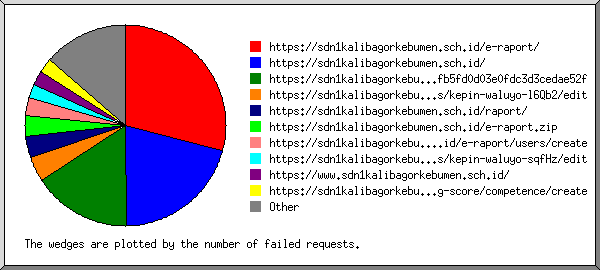 https://sdn1kalibagorkebumen.sch.id/e-raport/
https://sdn1kalibagorkebumen.sch.id/
https://sdn1kalibagorkebu...fb5fd0d03e0fdc3d3cedae52f
https://sdn1kalibagorkebu...s/kepin-waluyo-l6Qb2/edit
https://sdn1kalibagorkebumen.sch.id/raport/
https://sdn1kalibagorkebumen.sch.id/e-raport.zip
https://sdn1kalibagorkebu....id/e-raport/users/create
https://sdn1kalibagorkebu...s/kepin-waluyo-sqfHz/edit
https://www.sdn1kalibagorkebumen.sch.id/
https://sdn1kalibagorkebu...g-score/competence/create
Other
The wedges are plotted by the number of failed requests.